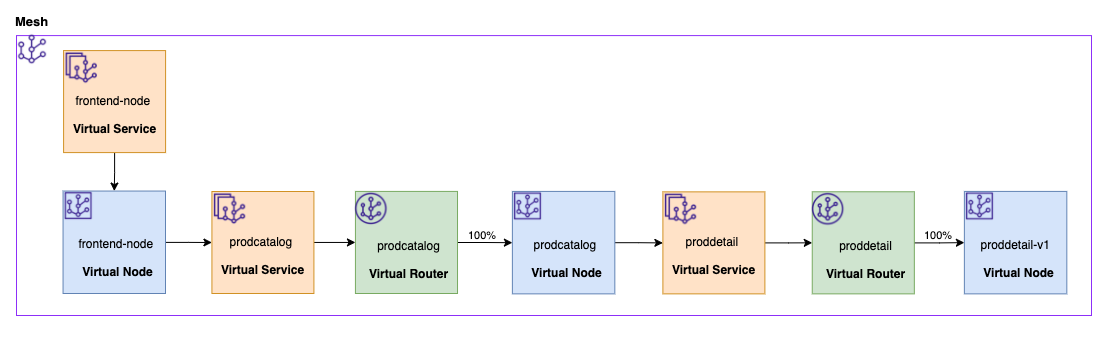 Mesh
frontend-node
Virtual Service
frontend-node
Virtual Node
prodcatalog
Virtual Service
prodcatalog
Virtual Router
100%
prodcatalog
Virtual Node
proddetail
Virtual Service
proddetail
Virtual Router
100%
proddetail-v1
Virtual Node